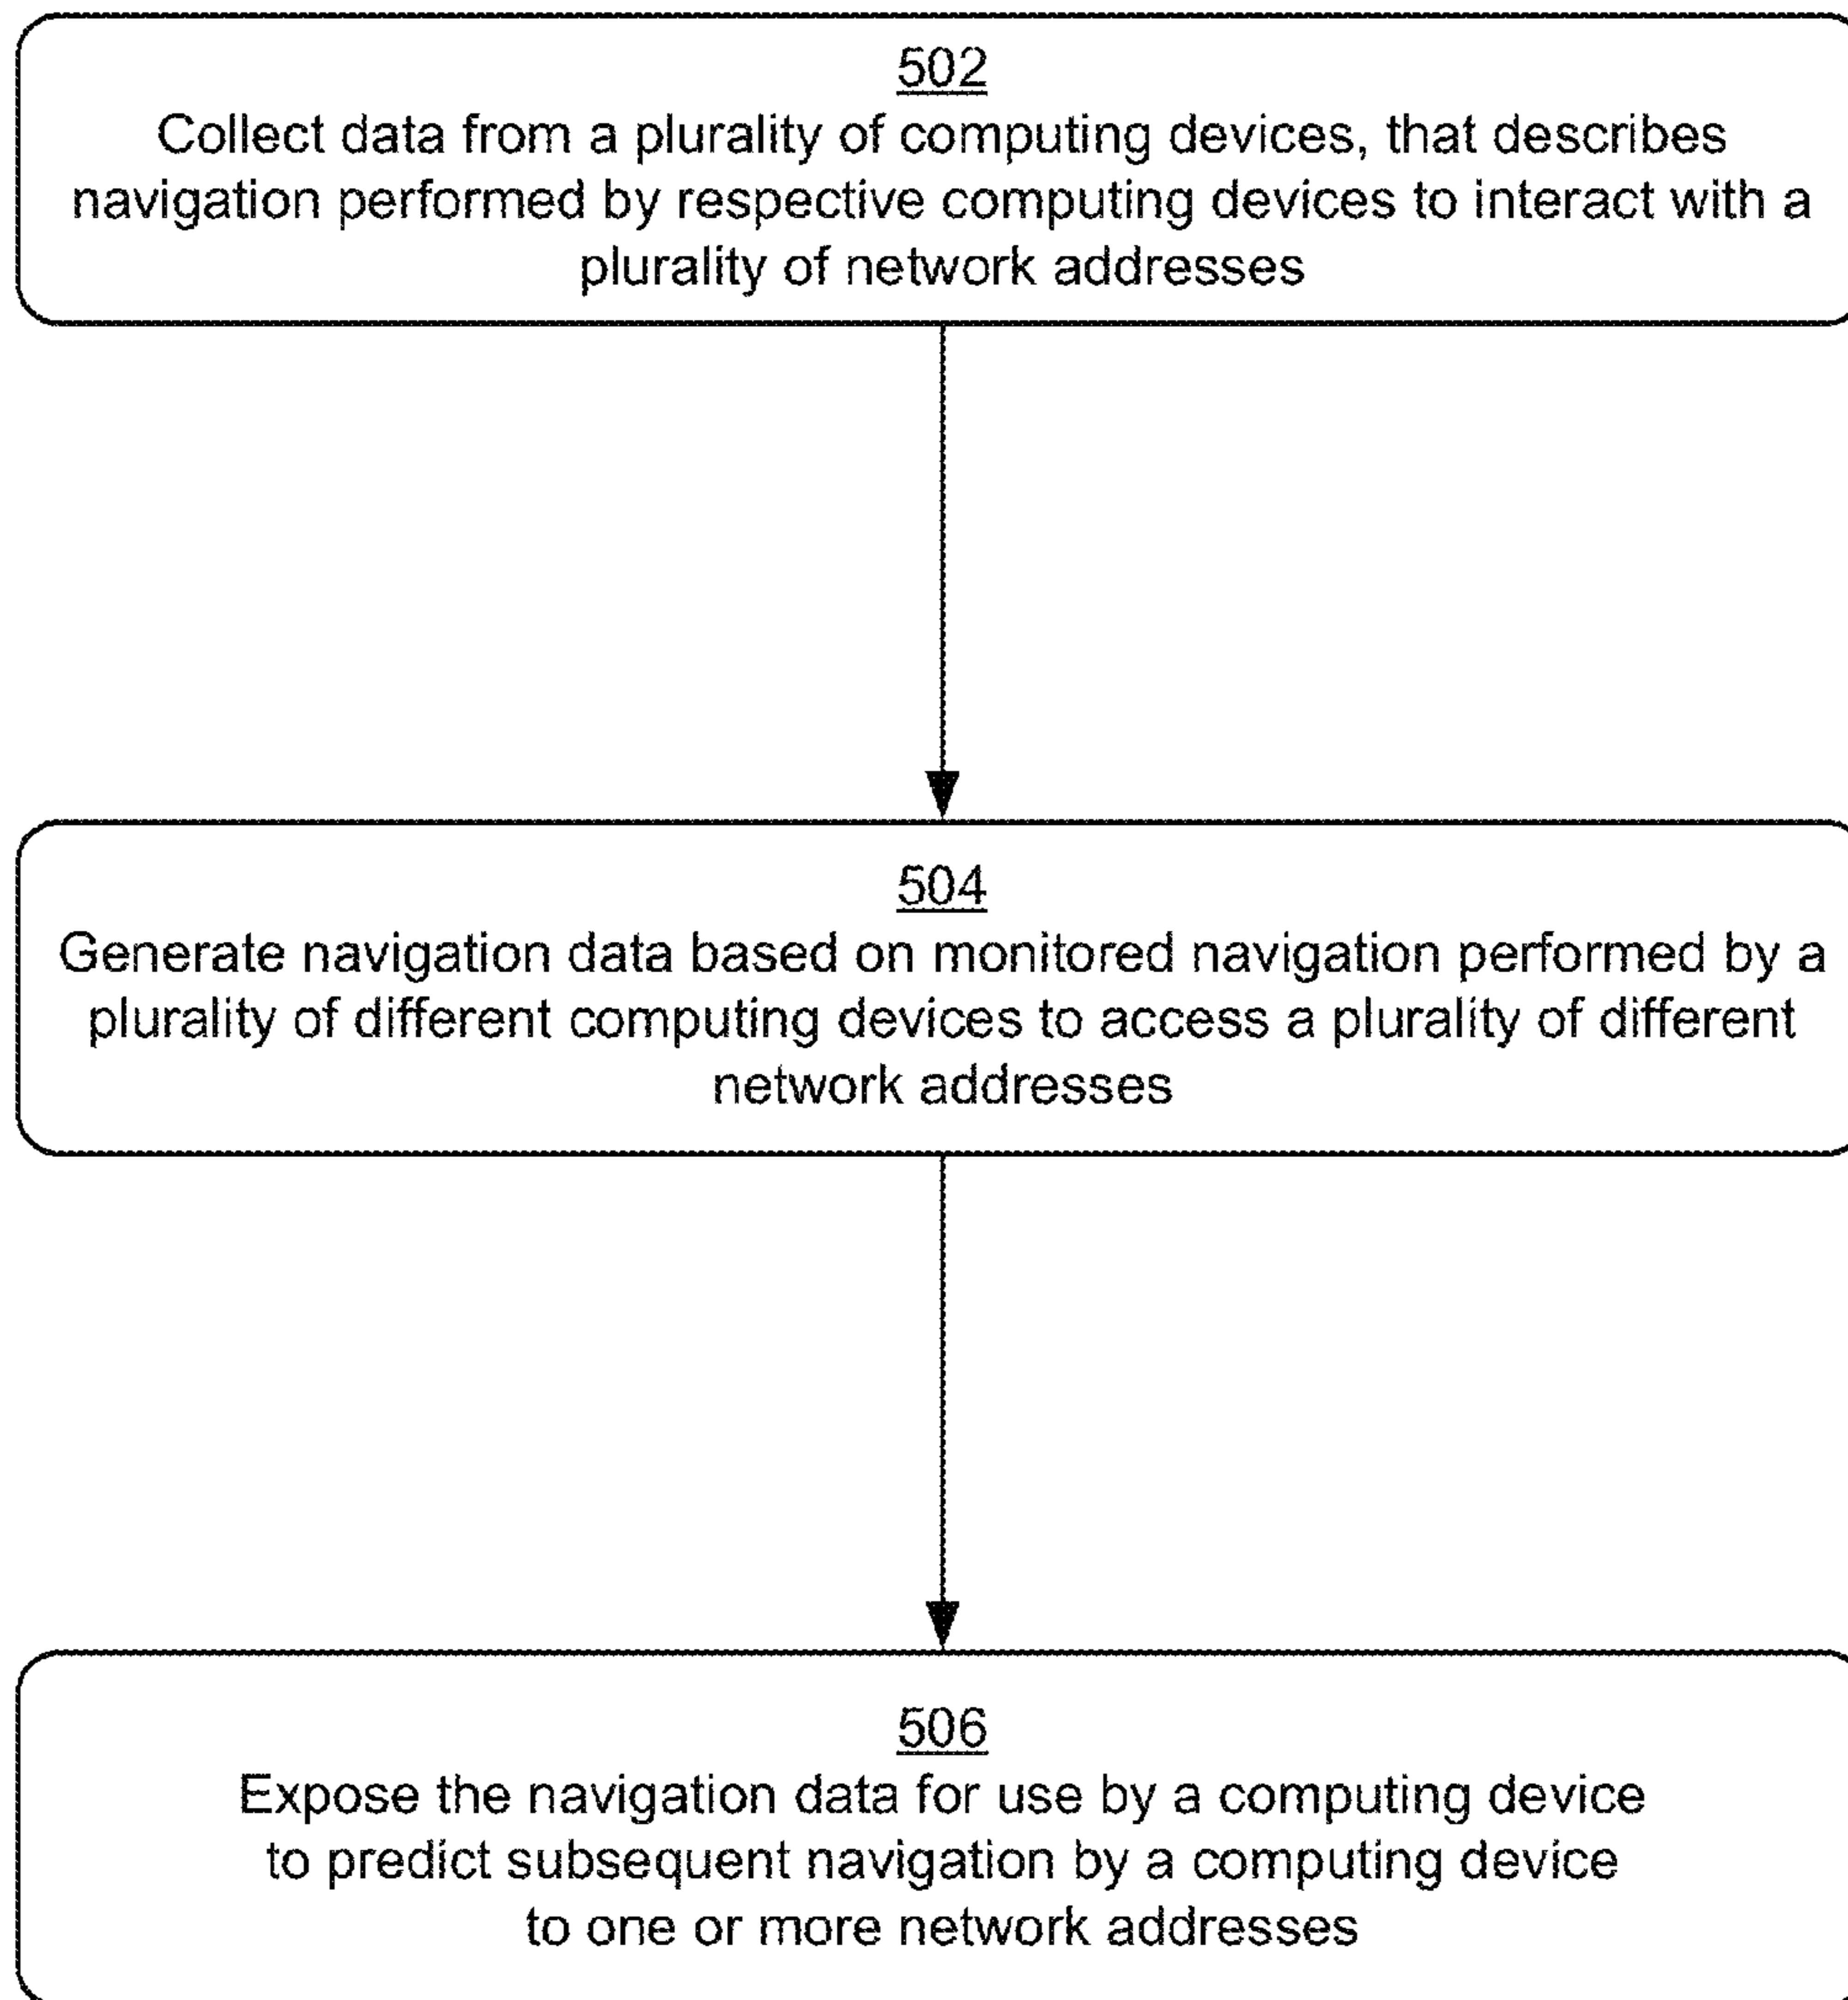 502
Collect data from a plurality of computing devices, that describes
navigation performed by respective computing devices to interact with a
plurality of network addresses
504
Generate navigation data based on monitored navigation performed by a
plurality of different computing devices to access a plurality of different
network addresses
506
Expose the navigation data for use by a computing device
to predict subsequent navigation by a computing device
to one or more network addresses